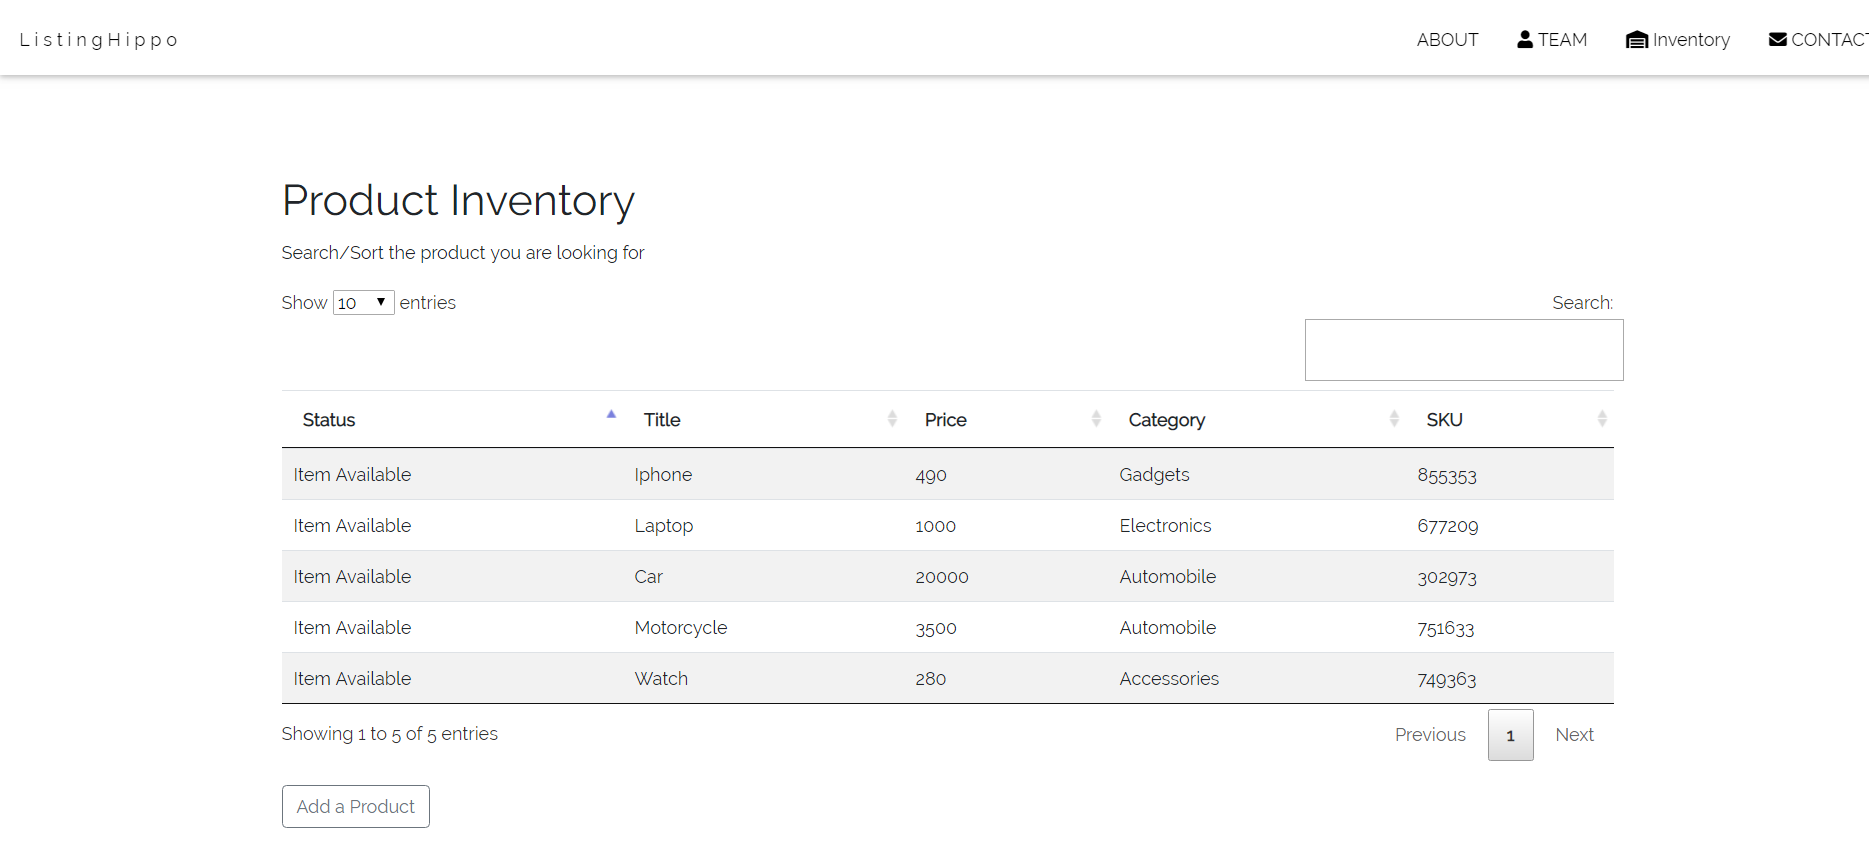 ListingHippo ABOUT TEAM Inventory CONTACT
Product Inventory
Search/Sort the product you are looking for
Show 10 entries Search:
Status Title Price Category SKU
Item Available Iphone 490 Gadgets 855353
Item Available Laptop 1000 Electronics 677209
Item Available Car 20000 Automobile 302973
Item Available Motorcycle 3500 Automobile 751633
Item Available Watch 280 Accessories 749363
Showing 1 to 5 of 5 entries Previous 1 Next
Add a Product